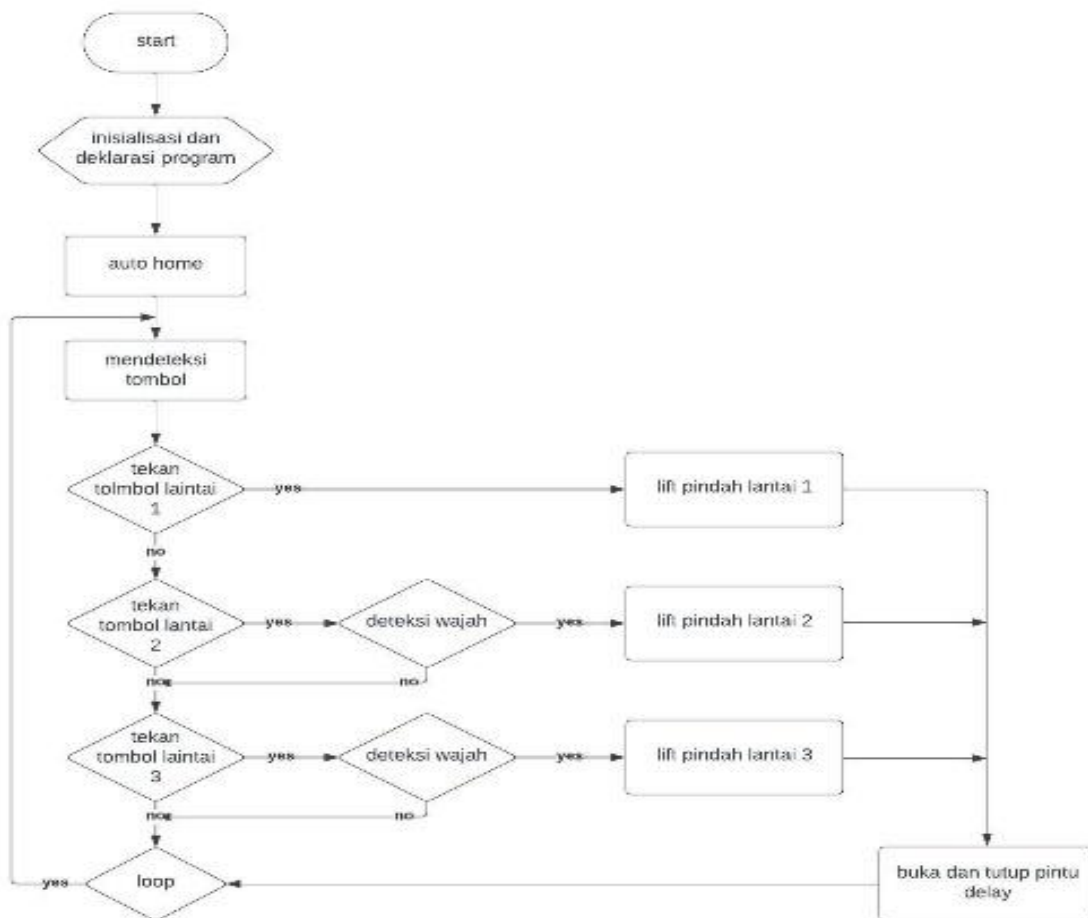 start
inisialisasi dan
deklarasi program
auto home
mendeteksi
tombol
tekan
tolmbol laintai
1
yes
lift pindah lantai 1
no
tekan
tombol lantai
2
yes
deteksi wajah
yes
lift pindah lantai 2
no
no
tekan
tombol laintai
3
yes
deteksi wajah
yes
lift pindah lantai 3
no
no
yes
loop
buka dan tutup pintu
delay